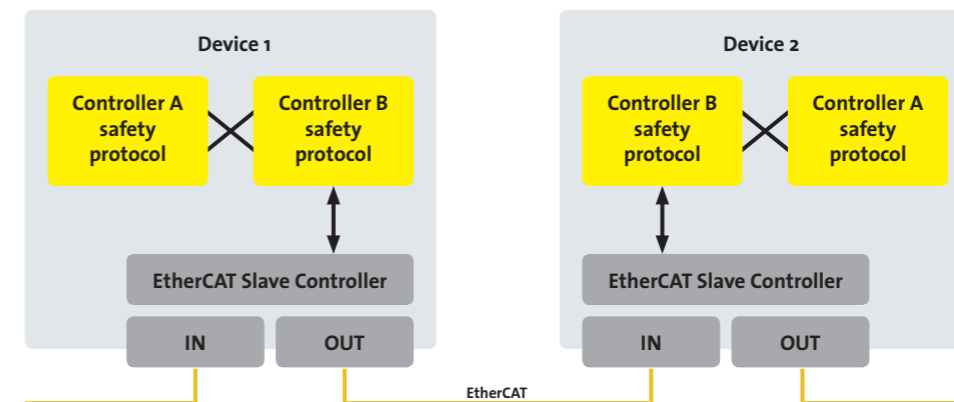 Device 1
Controller A
safety
protocol
Controller B
safety
protocol
EtherCAT Slave Controller
IN
OUT
Device 2
Controller B
safety
protocol
Controller A
safety
protocol
EtherCAT Slave Controller
IN
OUT
EtherCAT